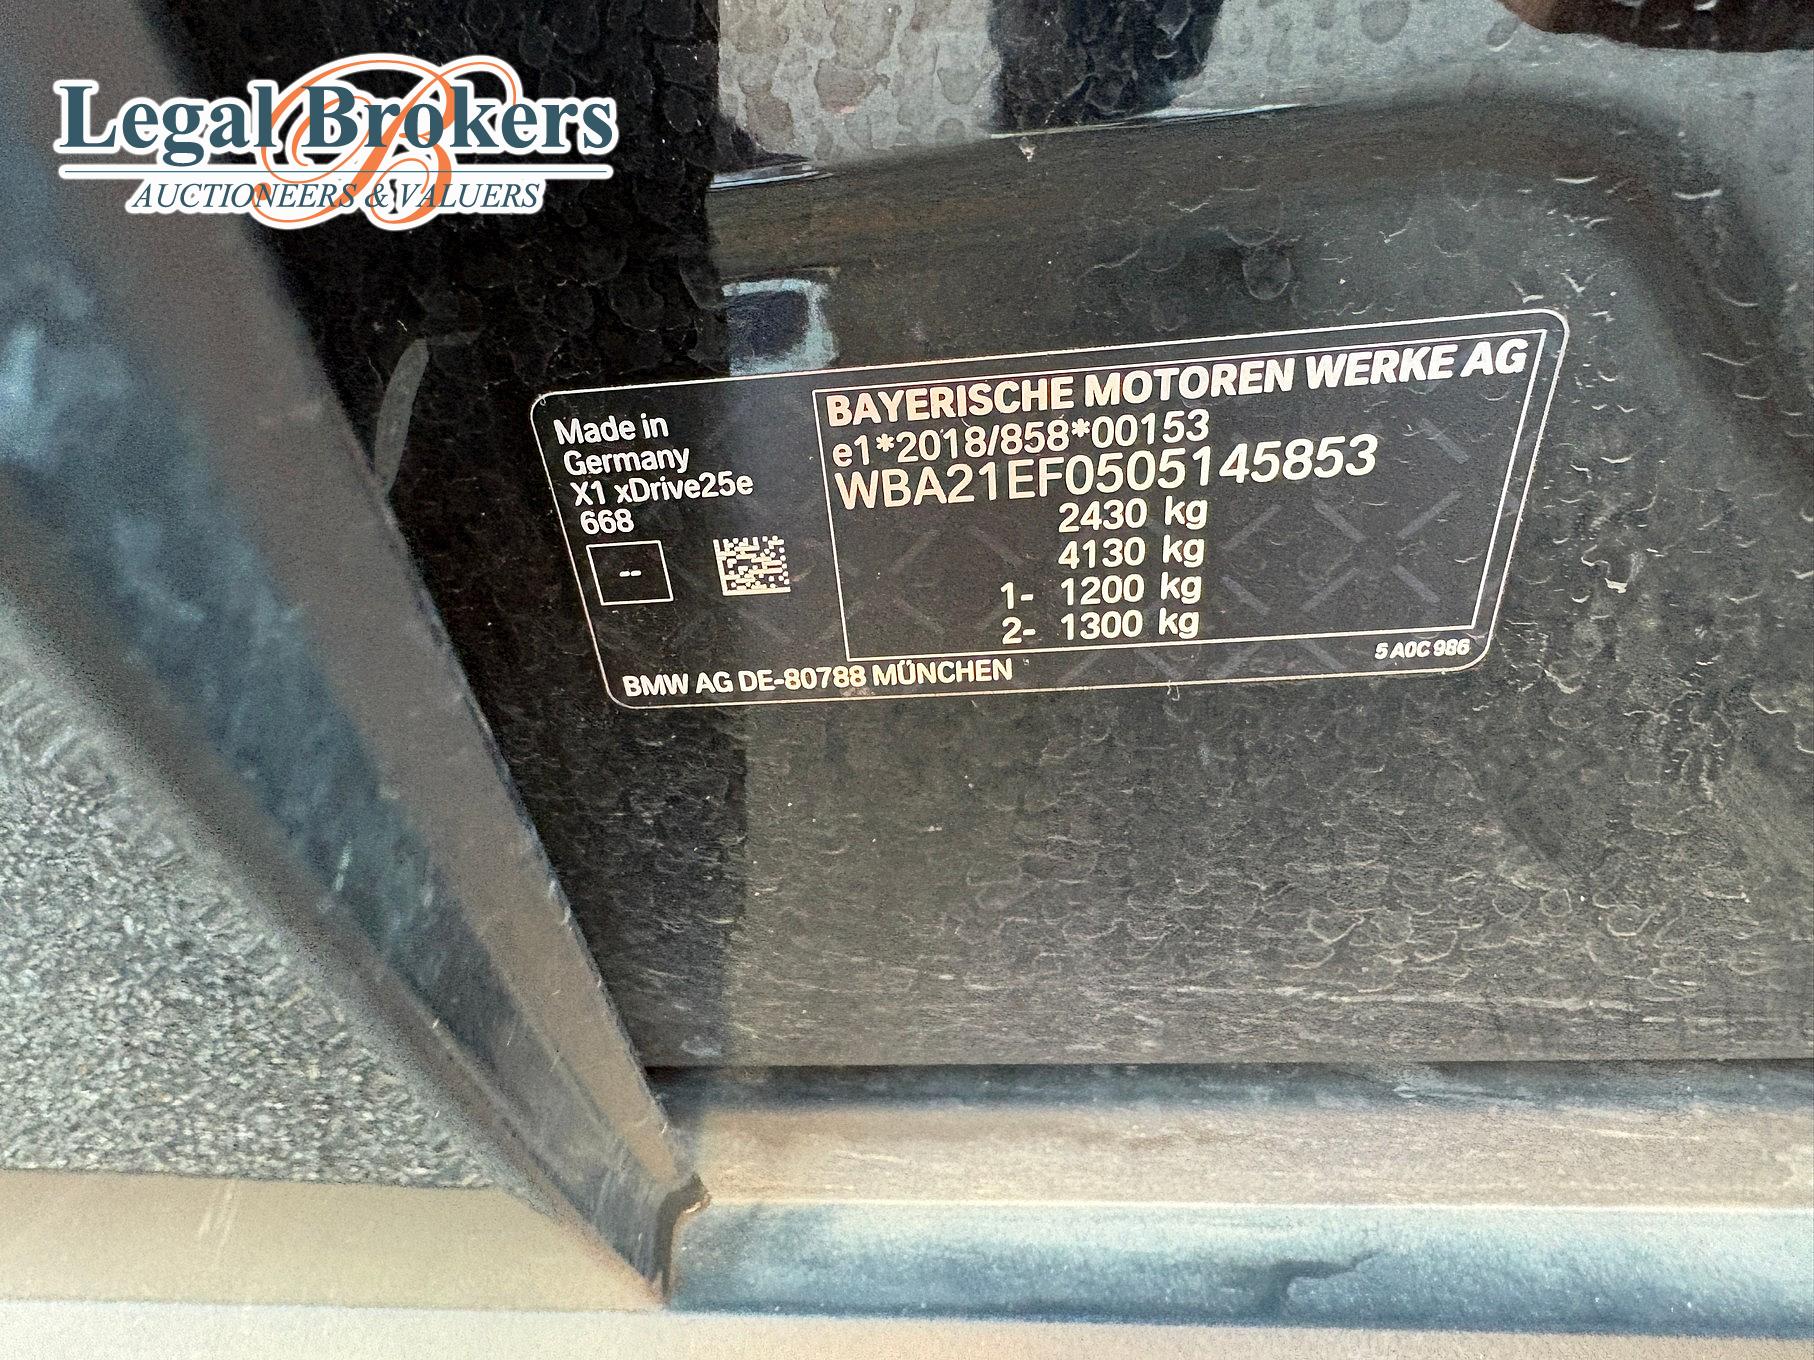 Legal Brokers
AUCTIONEERS & VALUERS
Made in
Germany
X1 xDrive25e
668
--
BAYERISCHE MOTOREN WERKE AG
e1*2018/858*00153
WBA21EF0505145853
2430 kg
4130 kg
1- 1200 kg
2- 1300 kg
BMW AG DE-80788 MÜNCHEN
5 A0C 986